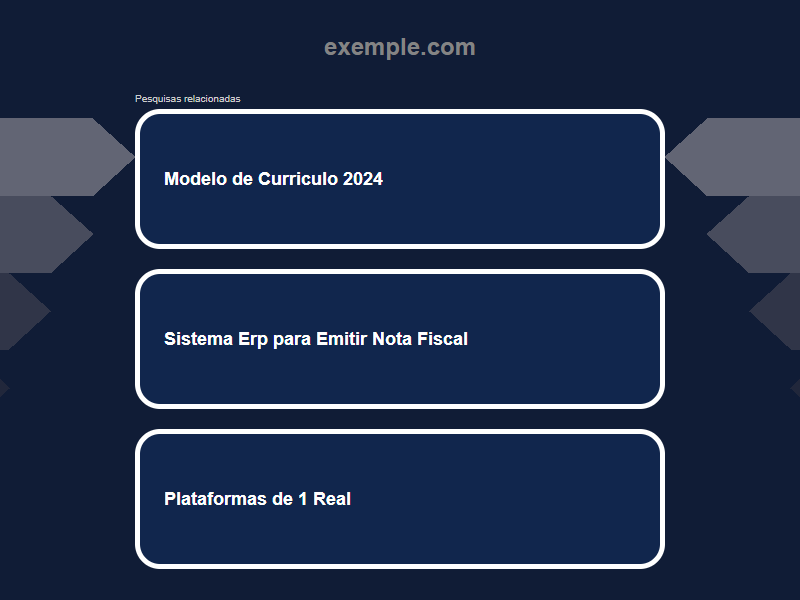 exemple.com
Pesquisas relacionadas
Modelo de Curriculo 2024
Sistema Erp para Emitir Nota Fiscal
Plataformas de 1 Real